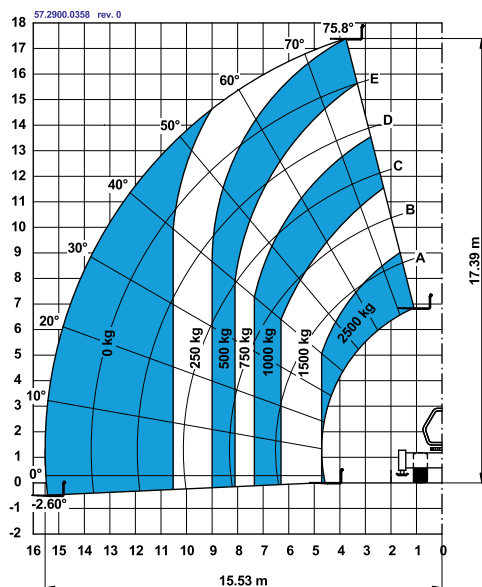 57.2900.0358 rev. 0
18
17
16
15
14
13
12
11
10
9
8
7
6
5
4
3
2
1
0
-1
-2
75.8°
70°
60°
50°
40°
30°
20°
10°
0°
-2.60°
E
D
C
B
A
0 kg
250 kg
500 kg
750 kg
1000 kg
1500 kg
2500 kg
17.39 m
16 15 14 13 12 11 10 9 8 7 6 5 4 3 2 1 0
15.53 m